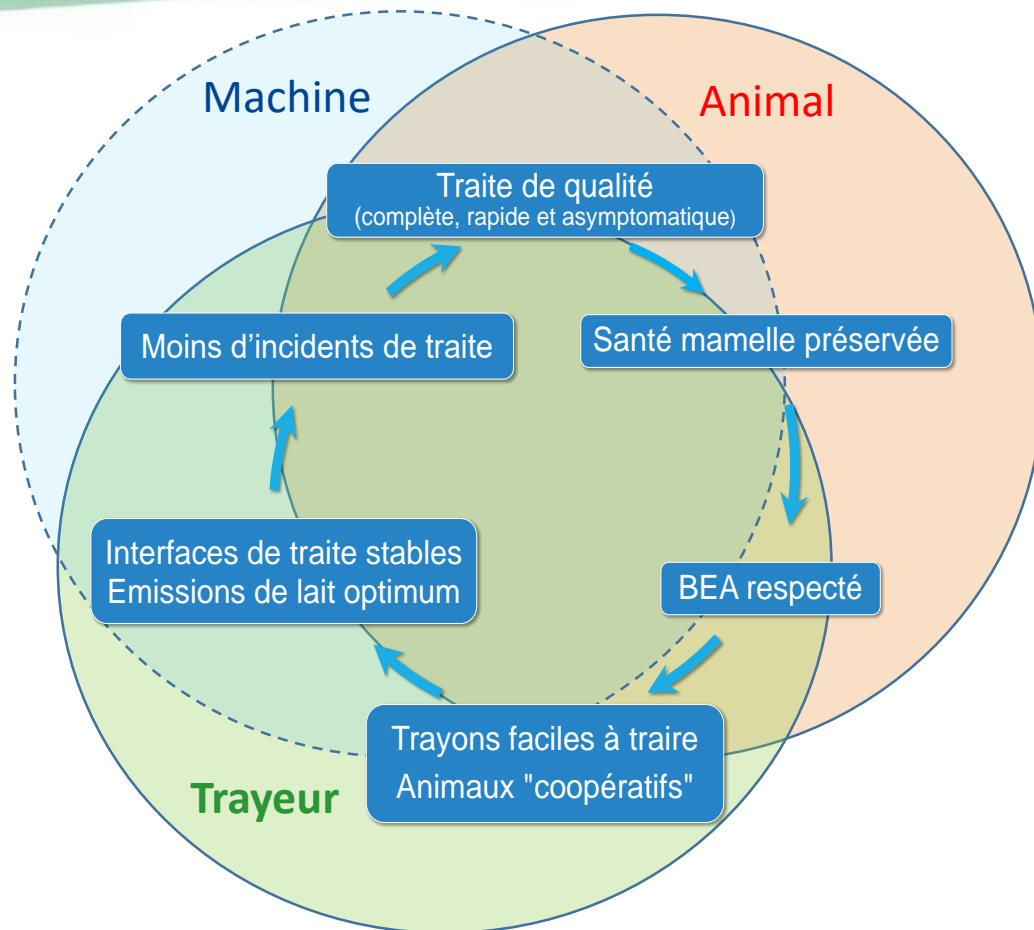 Machine
Animal
Traite de qualité
(complète, rapide et asymptomatique)
Moins d’incidents de traite
Santé mamelle préservée
Interfaces de traite stables
Emissions de lait optimum
BEA respecté
Trayons faciles à traire
Animaux "coopératifs"
Trayeur